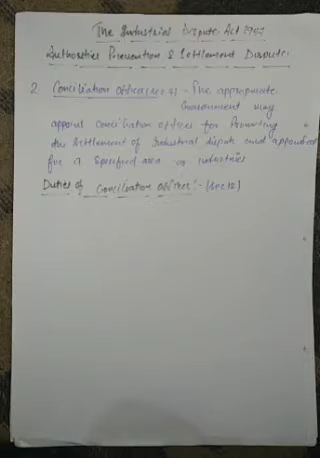 The Industrial Dispute Act 1947
Authorities Prevention & Settlement Dispute:
2. Conciliation officer (sec 4) :- The appropriate
Government may
appoint conciliation officer for Promoting
the Settlement of Industrial dispute and appointed
for a Specified area or industries
Duties of conciliation officer :- (sec 12)